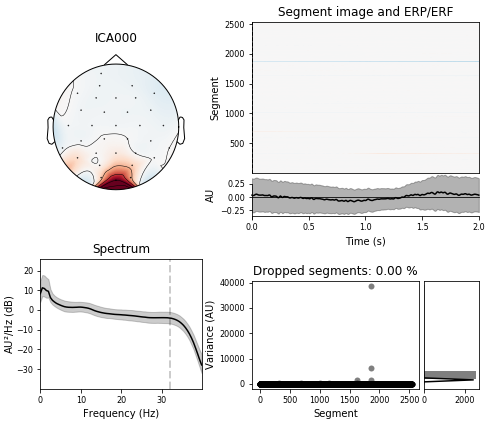 ICA000
Segment image and ERP/ERF
Segment
2500
2000
1500
1000
500
AU
0.25
0.00
−0.25
0.0 0.5 1.0 1.5 2.0
Time (s)
Spectrum
AU²/Hz (dB)
20
10
0
−10
−20
−30
0 10 20 30
Frequency (Hz)
Dropped segments: 0.00 %
Variance (AU)
40000
30000
20000
10000
0
0 500 1000 1500 2000 2500
Segment
0 2000